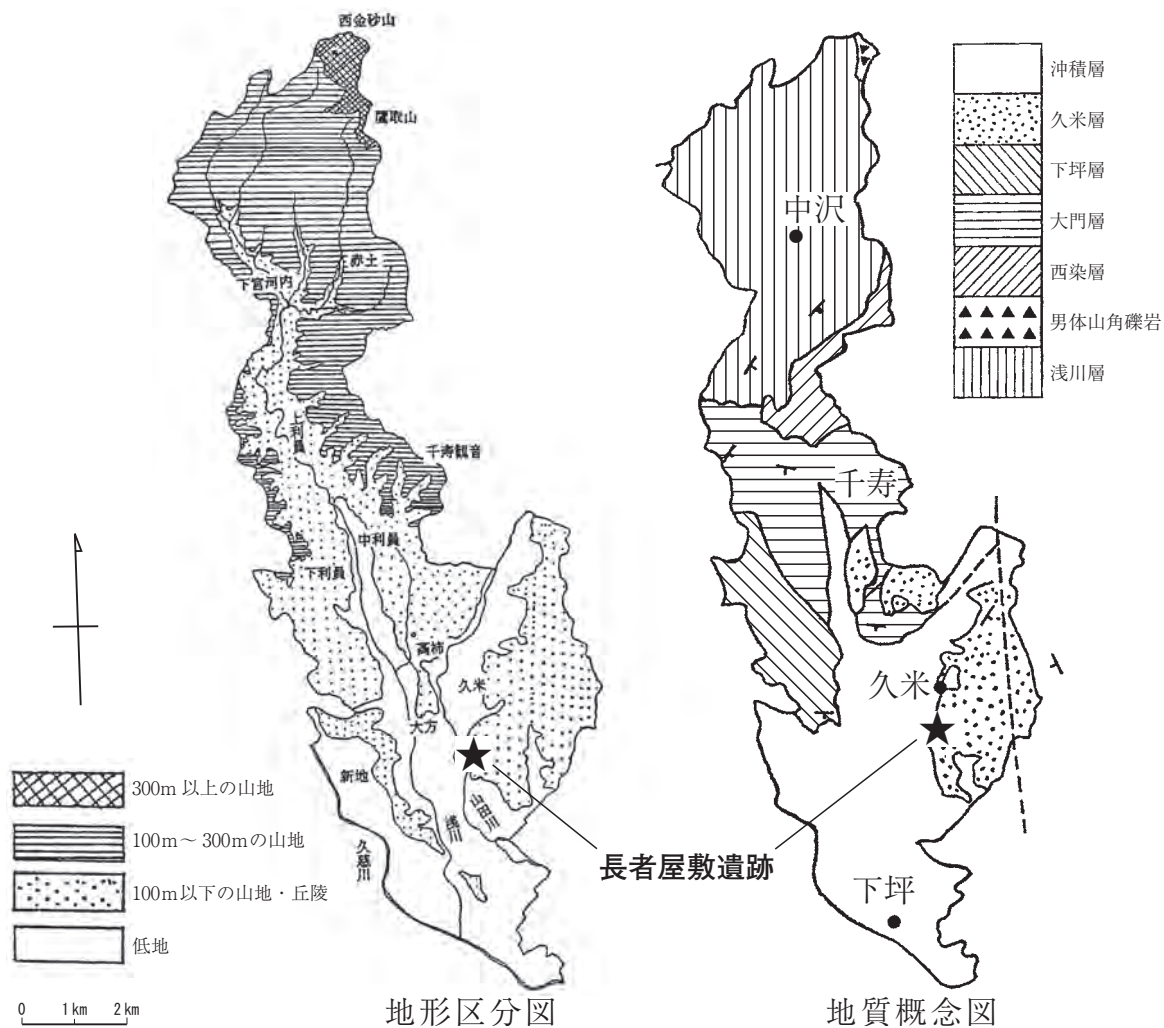 西金砂山
鷹取山
赤土
下宮河内
上利員
千寿観音
中利員
下利員
高柿
久米
大方
新地
浅川
山田川
久慈川
300m以上の山地
100m～300mの山地
100m以下の山地・丘陵
低地
0 1km 2km
地形区分図
長者屋敷遺跡
中沢
千寿
久米
下坪
沖積層
久米層
下坪層
大門層
西染層
男体山角礫岩
浅川層
地質概念図